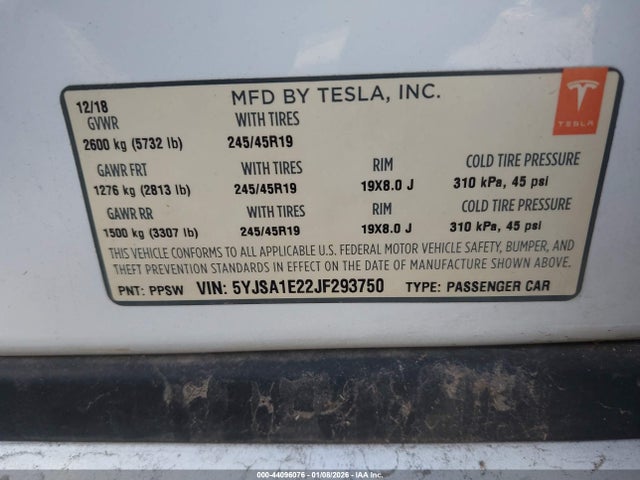 12/18 MFD BY TESLA, INC.
GVWR WITH TIRES
2600 kg (5732 lb) 245/45R19
TESLA
GAWR FRT WITH TIRES RIM COLD TIRE PRESSURE
1276 kg (2813 lb) 245/45R19 19X8.0 J 310 kPa, 45 psi
GAWR RR WITH TIRES RIM COLD TIRE PRESSURE
1500 kg (3307 lb) 245/45R19 19X8.0 J 310 kPa, 45 psi
THIS VEHICLE CONFORMS TO ALL APPLICABLE U.S. FEDERAL MOTOR VEHICLE SAFETY, BUMPER, AND
THEFT PREVENTION STANDARDS IN EFFECT ON THE DATE OF MANUFACTURE SHOWN ABOVE.
PNT: PPSW VIN: 5YJSA1E22JF293750 TYPE: PASSENGER CAR
000-44096076 - 01/08/2026 - IAA Inc.